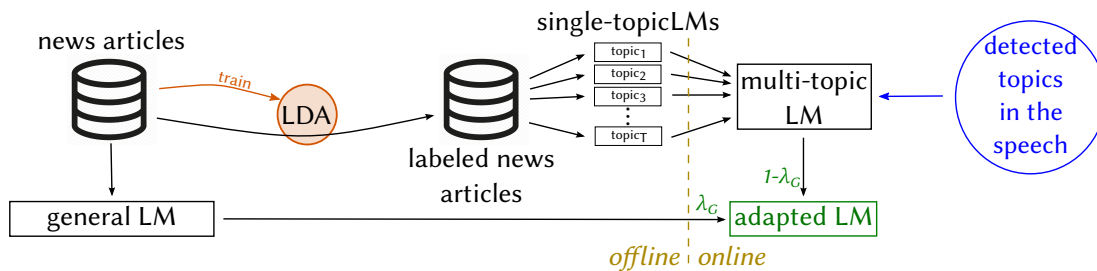 single-topicLMs
news articles
train
LDA
labeled news
articles
topic1
topic2
topic3
topicT
multi-topic
LM
detected
topics
in the
speech
1-λG
general LM
λG
adapted LM
offline
online